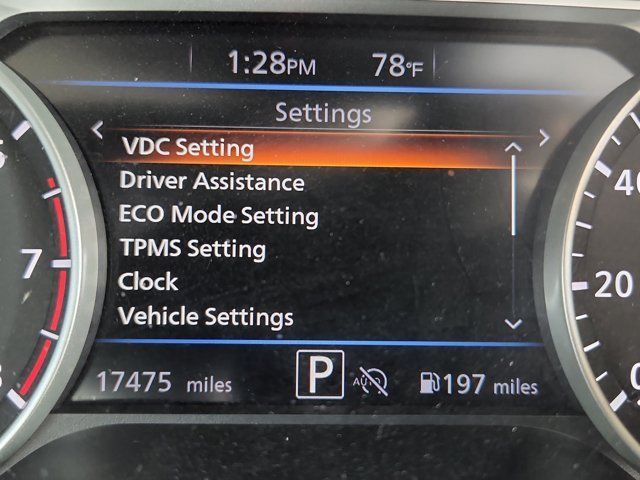 1:28PM 78°F
Settings
VDC Setting
Driver Assistance
ECO Mode Setting
TPMS Setting
Clock
Vehicle Settings
17475 miles P AUTO 197 miles
7
40
20
0